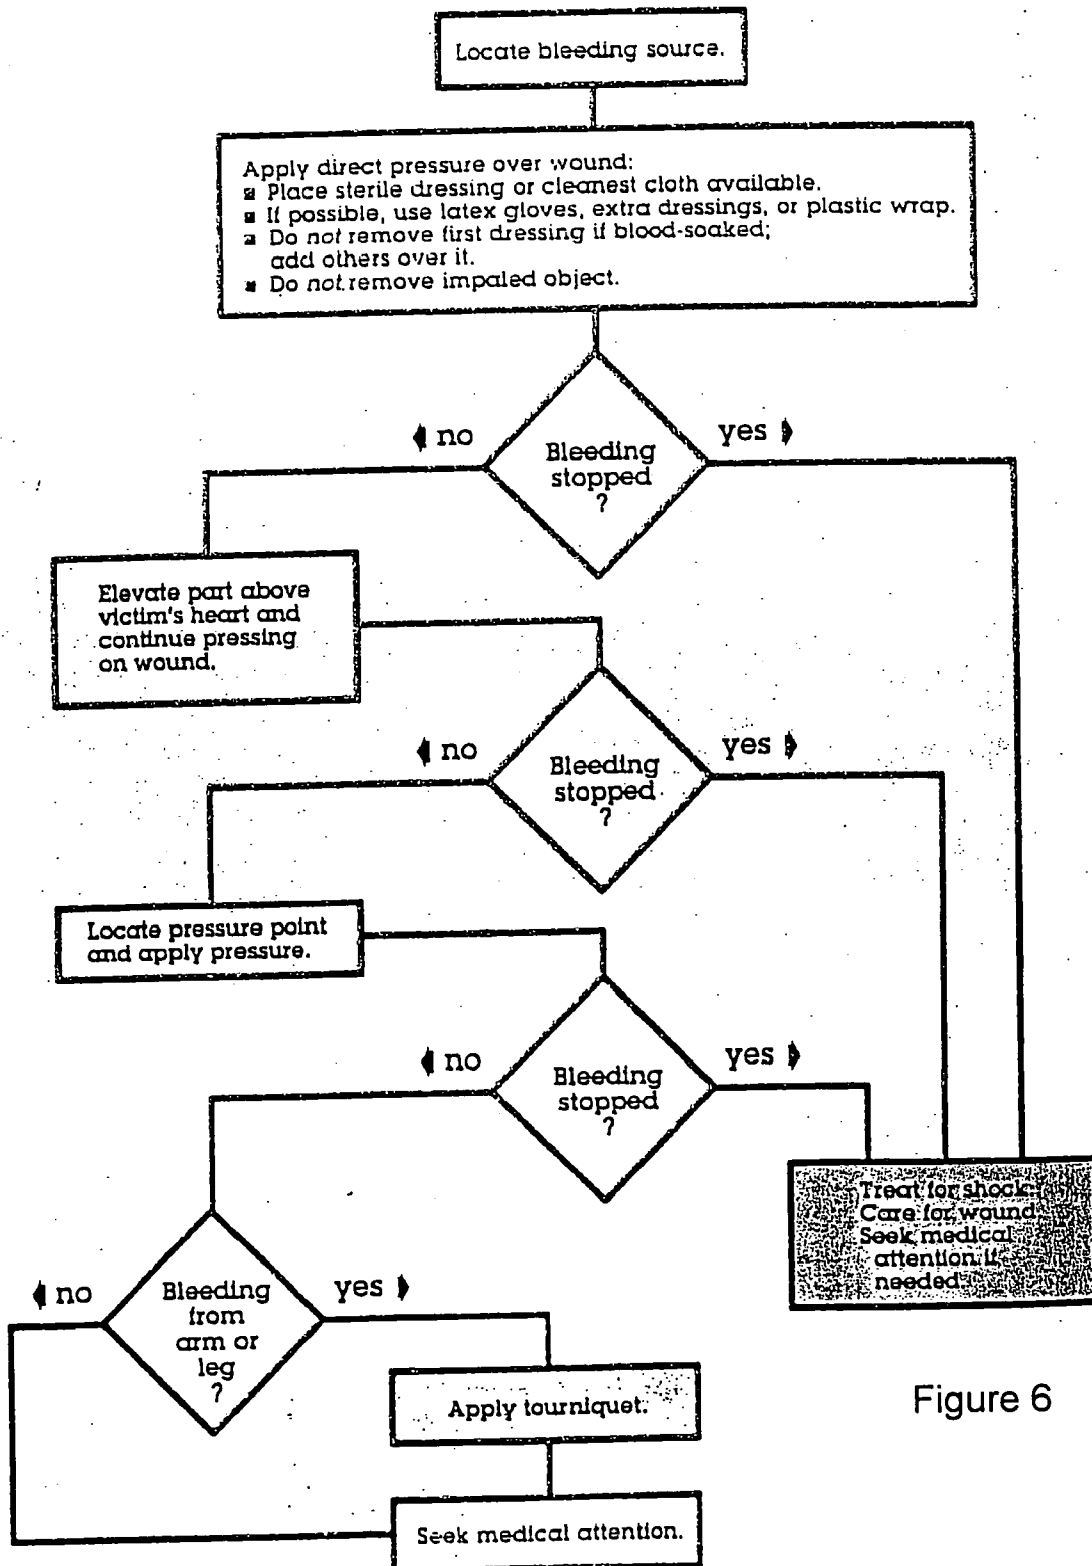 Locate bleeding source.
Apply direct pressure over wound:
▪ Place sterile dressing or cleanest cloth available.
▪ If possible, use latex gloves, extra dressings, or plastic wrap.
▪ Do not remove first dressing if blood-soaked;
add others over it.
▪ Do not remove impaled object.
no
yes
Bleeding
stopped
?
Elevate part above
victim's heart and
continue pressing
on wound.
no
yes
Bleeding
stopped
?
Locate pressure point
and apply pressure.
no
yes
Bleeding
stopped
?
Treat for shock.
Care for wound
Seek medical
attention if
needed.
no
yes
Bleeding
from
arm or
leg
?
Apply tourniquet.
Figure 6
Seek medical attention.